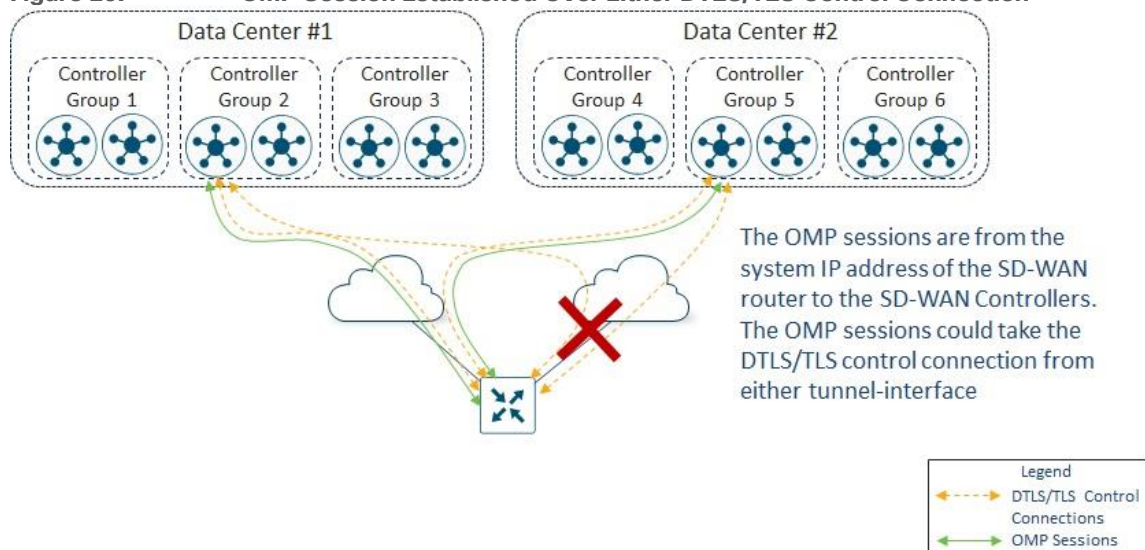 Data Center #1
Data Center #2
Controller
Group 1
Controller
Group 2
Controller
Group 3
Controller
Group 4
Controller
Group 5
Controller
Group 6
The OMP sessions are from the
system IP address of the SD-WAN
router to the SD-WAN Controllers.
The OMP sessions could take the
DTLS/TLS control connection from
either tunnel-interface
Legend
DTLS/TLS Control
Connections
OMP Sessions